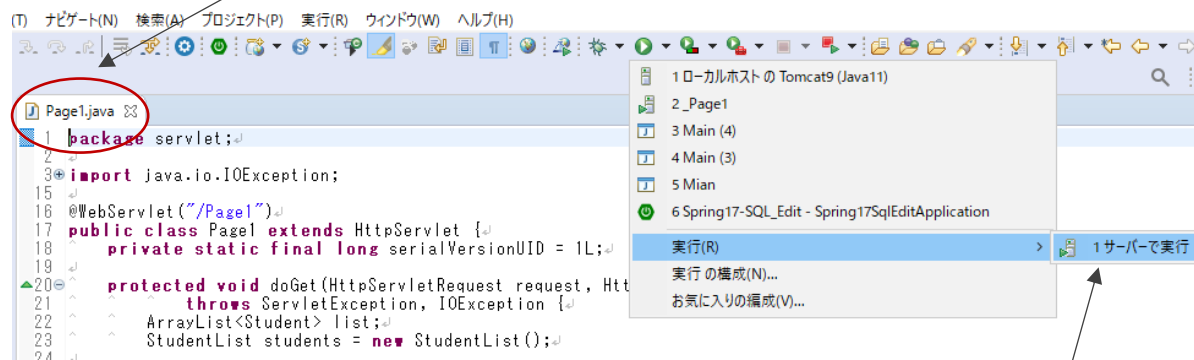 (T) ナビゲート(N) 検索(A) プロジェクト(P) 実行(R) ウィンドウ(W) ヘルプ(H)
1 ローカルホスト の Tomcat9 (Java11)
2 _Page1
3 Main (4)
4 Main (3)
5 Mian
6 Spring17-SQL_Edit - Spring17SqlEditApplication
実行(R)
1 サーバーで実行
実行 の構成(N)...
お気に入りの編成(V)...
Page1.java
1 package servlet;
2
3 import java.io.IOException;
15
16 @WebServlet("/Page1")
17 public class Page1 extends HttpServlet {
18 private static final long serialVersionUID = 1L;
19
20 protected void doGet(HttpServletRequest request, Htt
21 throws ServletException, IOException {
22 ArrayList<Student> list;
23 StudentList students = new StudentList();
24